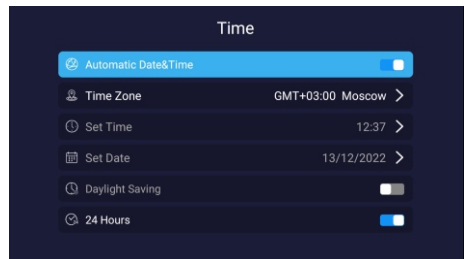 Time
Automatic Date&Time
Time Zone GMT+03:00 Moscow
Set Time 12:37
Set Date 13/12/2022
Daylight Saving
24 Hours